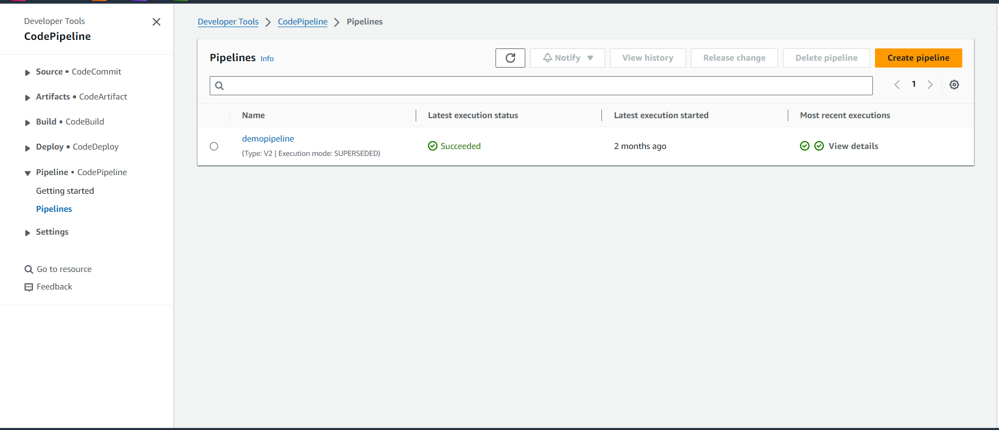 Developer Tools
CodePipeline
Source • CodeCommit
Artifacts • CodeArtifact
Build • CodeBuild
Deploy • CodeDeploy
Pipeline • CodePipeline
Getting started
Pipelines
Settings
Go to resource
Feedback
Developer Tools > CodePipeline > Pipelines
Pipelines Info
Notify View history Release change Delete pipeline Create pipeline
1
Name Latest execution status Latest execution started Most recent executions
demopipeline
(Type: V2 | Execution mode: SUPERSEDED)
Succeeded 2 months ago View details